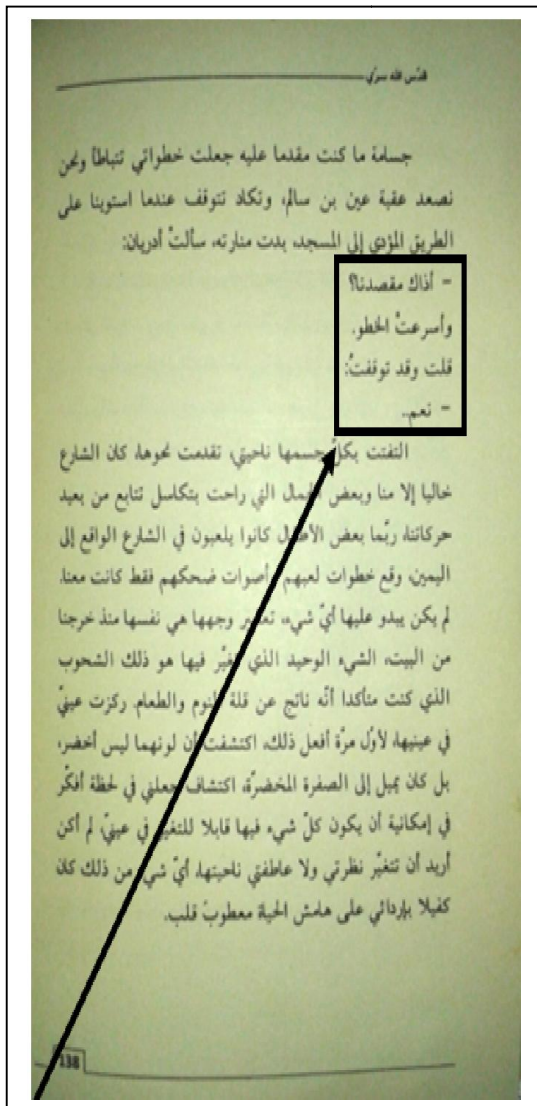 قدّس الله سرّي
جسامة ما كنت مقدما عليه جعلت خطواتي تتباطأ ونحن
نصعد عقبة عين بن سالم، وتكاد تتوقف عندما استوينا على
الطريق المؤدي إلى المسجد، بدت منارته، سألتُ أدريان:
– أذاك مقصدنا؟
وأسرعتْ الخطو.
قلت وقد توقفتُ:
– نعم..
التفتت بكلّ جسمها ناحيتي، تقدمت نحوها، كان الشارع
خاليا إلا منا وبعض الجمال التي راحت بتكاسل تتابع من بعيد
حركاتنا، ربّما بعض الأطفال كانوا يلعبون في الشارع الواقع إلى
اليمين، وقع خطوات لعبهم وأصوات ضحكهم فقط كانت معنا.
لم يكن يبدو عليها أيّ شيء، تعابير وجهها هي نفسها منذ خرجنا
من البيت، الشيء الوحيد الذي تغيّر فيها هو ذلك الشحوب
الذي كنت متأكدا أنّه ناتج عن قلة النوم والطعام. ركزت عينيّ
في عينيها، لأوّل مرّة أفعل ذلك، اكتشفت أن لونهما ليس أخضر،
بل كان يميل إلى الصفرة المخضرّة، اكتشاف جعلني في لحظة أفكّر
في إمكانية أن يكون كلّ شيء فيها قابلا للتغيّر في عينيّ، لم أكن
أريد أن تتغيّر نظرتي ولا عاطفتي ناحيتها، أيّ شيء من ذلك كان
كفيلا بإردائي على هامش الحياة معطوبُ قلب.
138